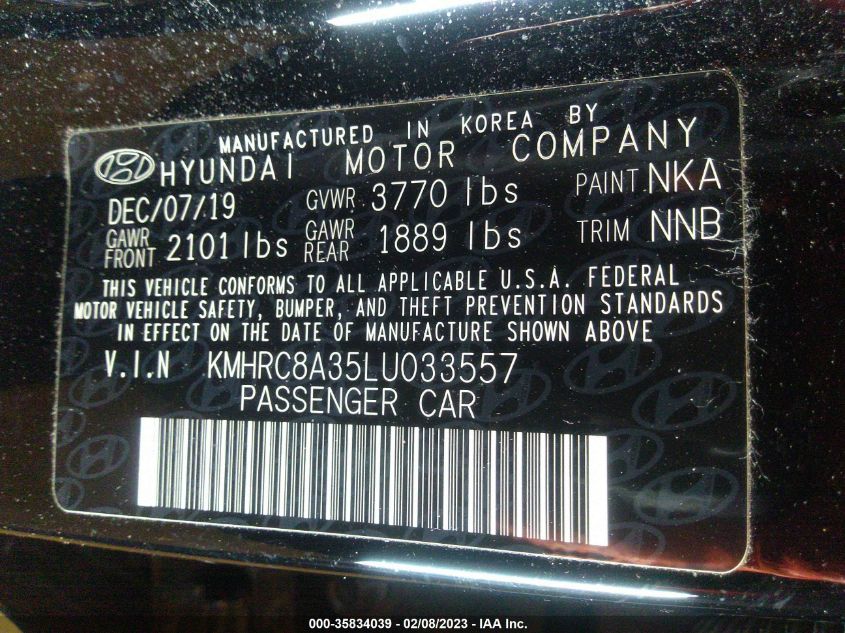 MANUFACTURED IN KOREA BY
HYUNDAI MOTOR COMPANY
DEC/07/19 GVWR 3770 lbs PAINT NKA
GAWR FRONT 2101 lbs GAWR REAR 1889 lbs TRIM NNB
THIS VEHICLE CONFORMS TO ALL APPLICABLE U.S.A. FEDERAL
MOTOR VEHICLE SAFETY, BUMPER, AND THEFT PREVENTION STANDARDS
IN EFFECT ON THE DATE OF MANUFACTURE SHOWN ABOVE
V.I.N KMHRC8A35LU033557
PASSENGER CAR
000-35834039 - 02/08/2023 - IAA Inc.